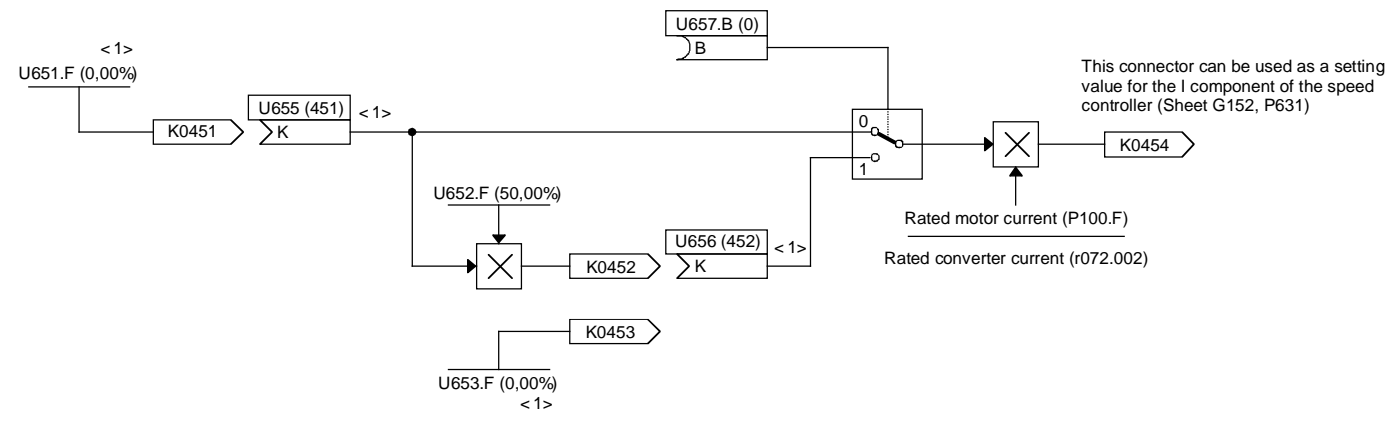 U657.B (0)
B
<1>
U651.F (0,00%)
This connector can be used as a setting
value for the I component of the speed
controller (Sheet G152, P631)
U655 (451)
<1>
K0451
K
0
1
K0454
U652.F (50,00%)
Rated motor current (P100.F)
Rated converter current (r072.002)
U656 (452)
<1>
K0452
K
K0453
U653.F (0,00%)
<1>